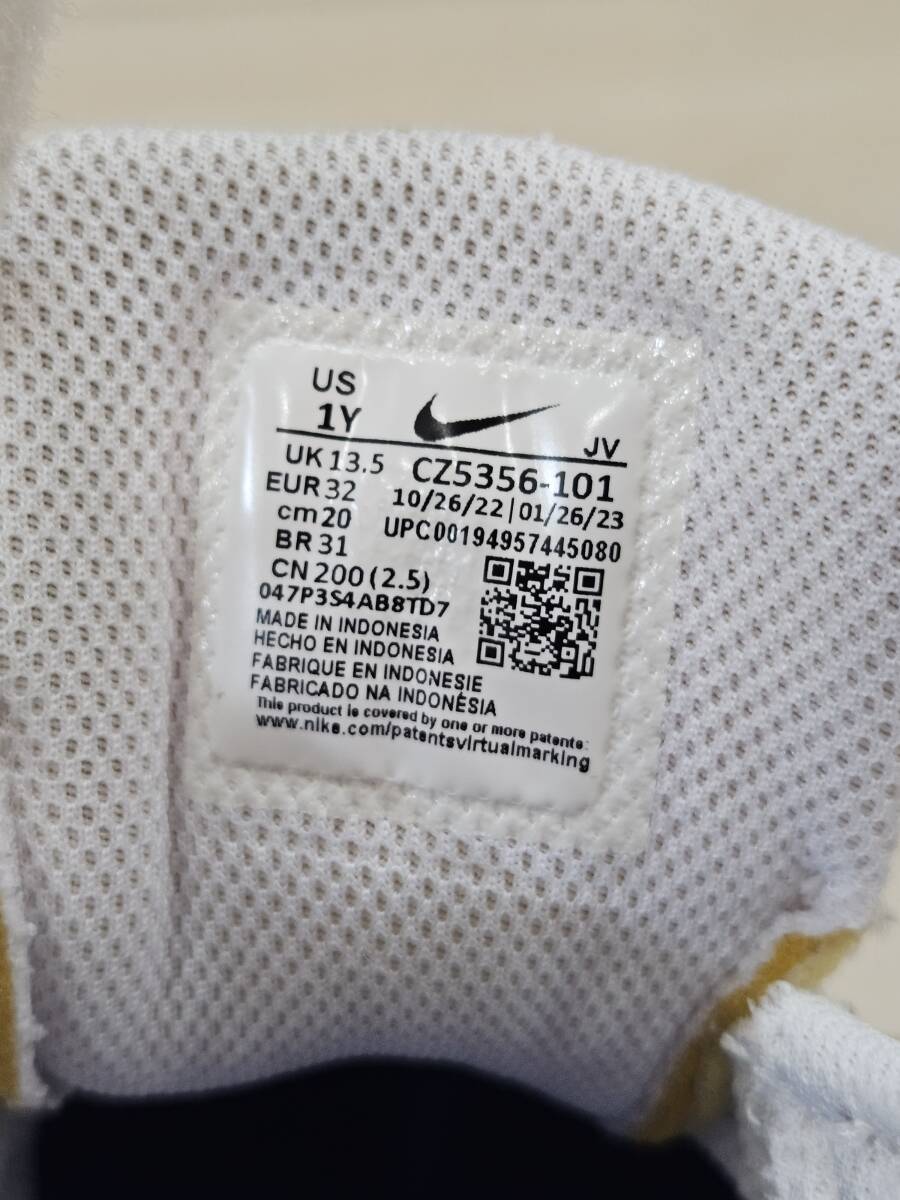 US
1Y
JV
UK 13.5
EUR 32
cm 20
BR 31
CN 200 (2.5)
CZ5356-101
10/26/22 | 01/26/23
UPC00194957445080
047P3S4AB8TD7
MADE IN INDONESIA
HECHO EN INDONESIA
FABRIQUE EN INDONESIE
FABRICADO NA INDONÉSIA
This product is covered by one or more patents:
www.nike.com/patentsvirtualmarking